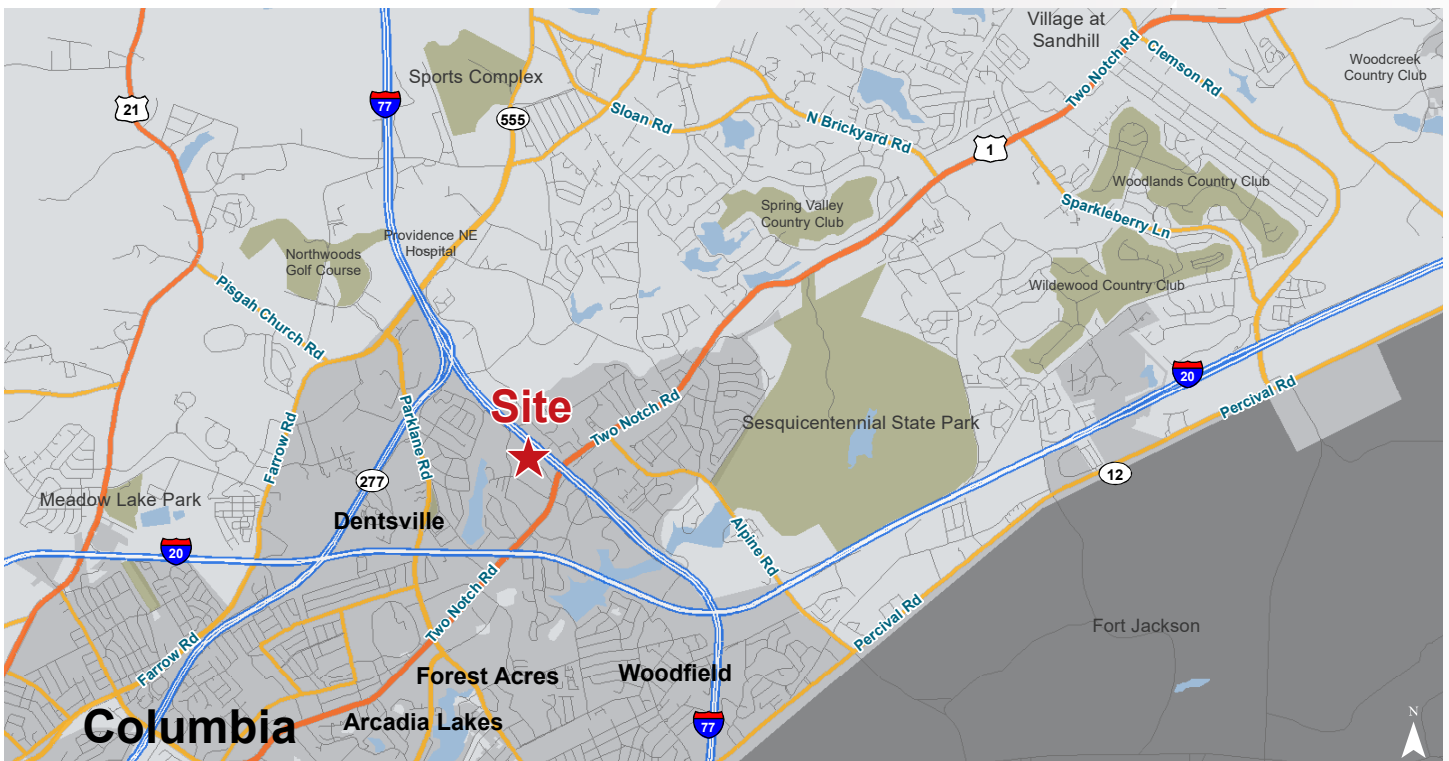 Village at
Sandhill
Two Notch Rd
Clemson Rd
Woodcreek
Country Club
Sports Complex
77
21
555
Sloan Rd
N Brickyard Rd
1
Woodlands Country Club
Sparkleberry Ln
Spring Valley
Country Club
Providence NE
Hospital
Northwoods
Golf Course
Wildewood Country Club
Pisgah Church Rd
20
Percival Rd
Site
Two Notch Rd
Parklane Rd
Farrow Rd
Sesquicentennial State Park
277
12
Meadow Lake Park
Dentsville
20
Alpine Rd
Two Notch Rd
Percival Rd
Fort Jackson
Farrow Rd
Forest Acres
Woodfield
Columbia
Arcadia Lakes
77
N